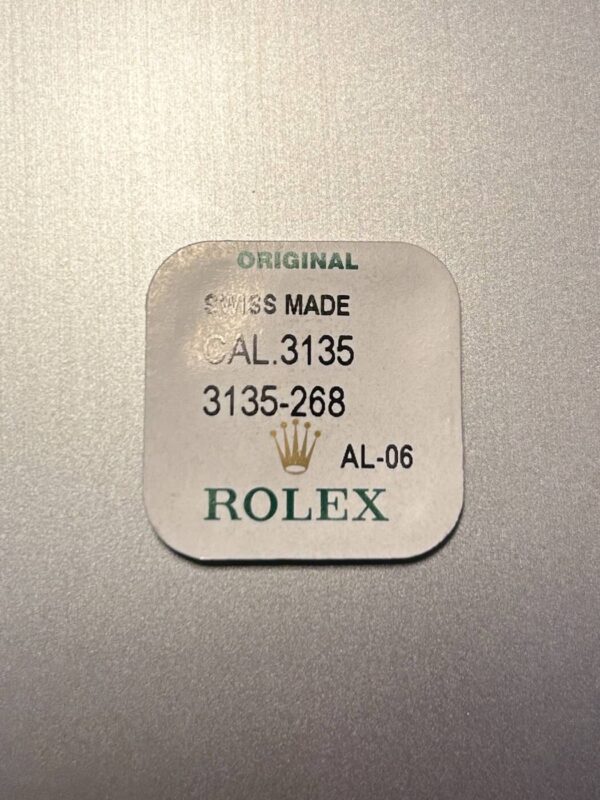 ORIGINAL
SWISS MADE
CAL.3135
3135-268
AL-06
ROLEX